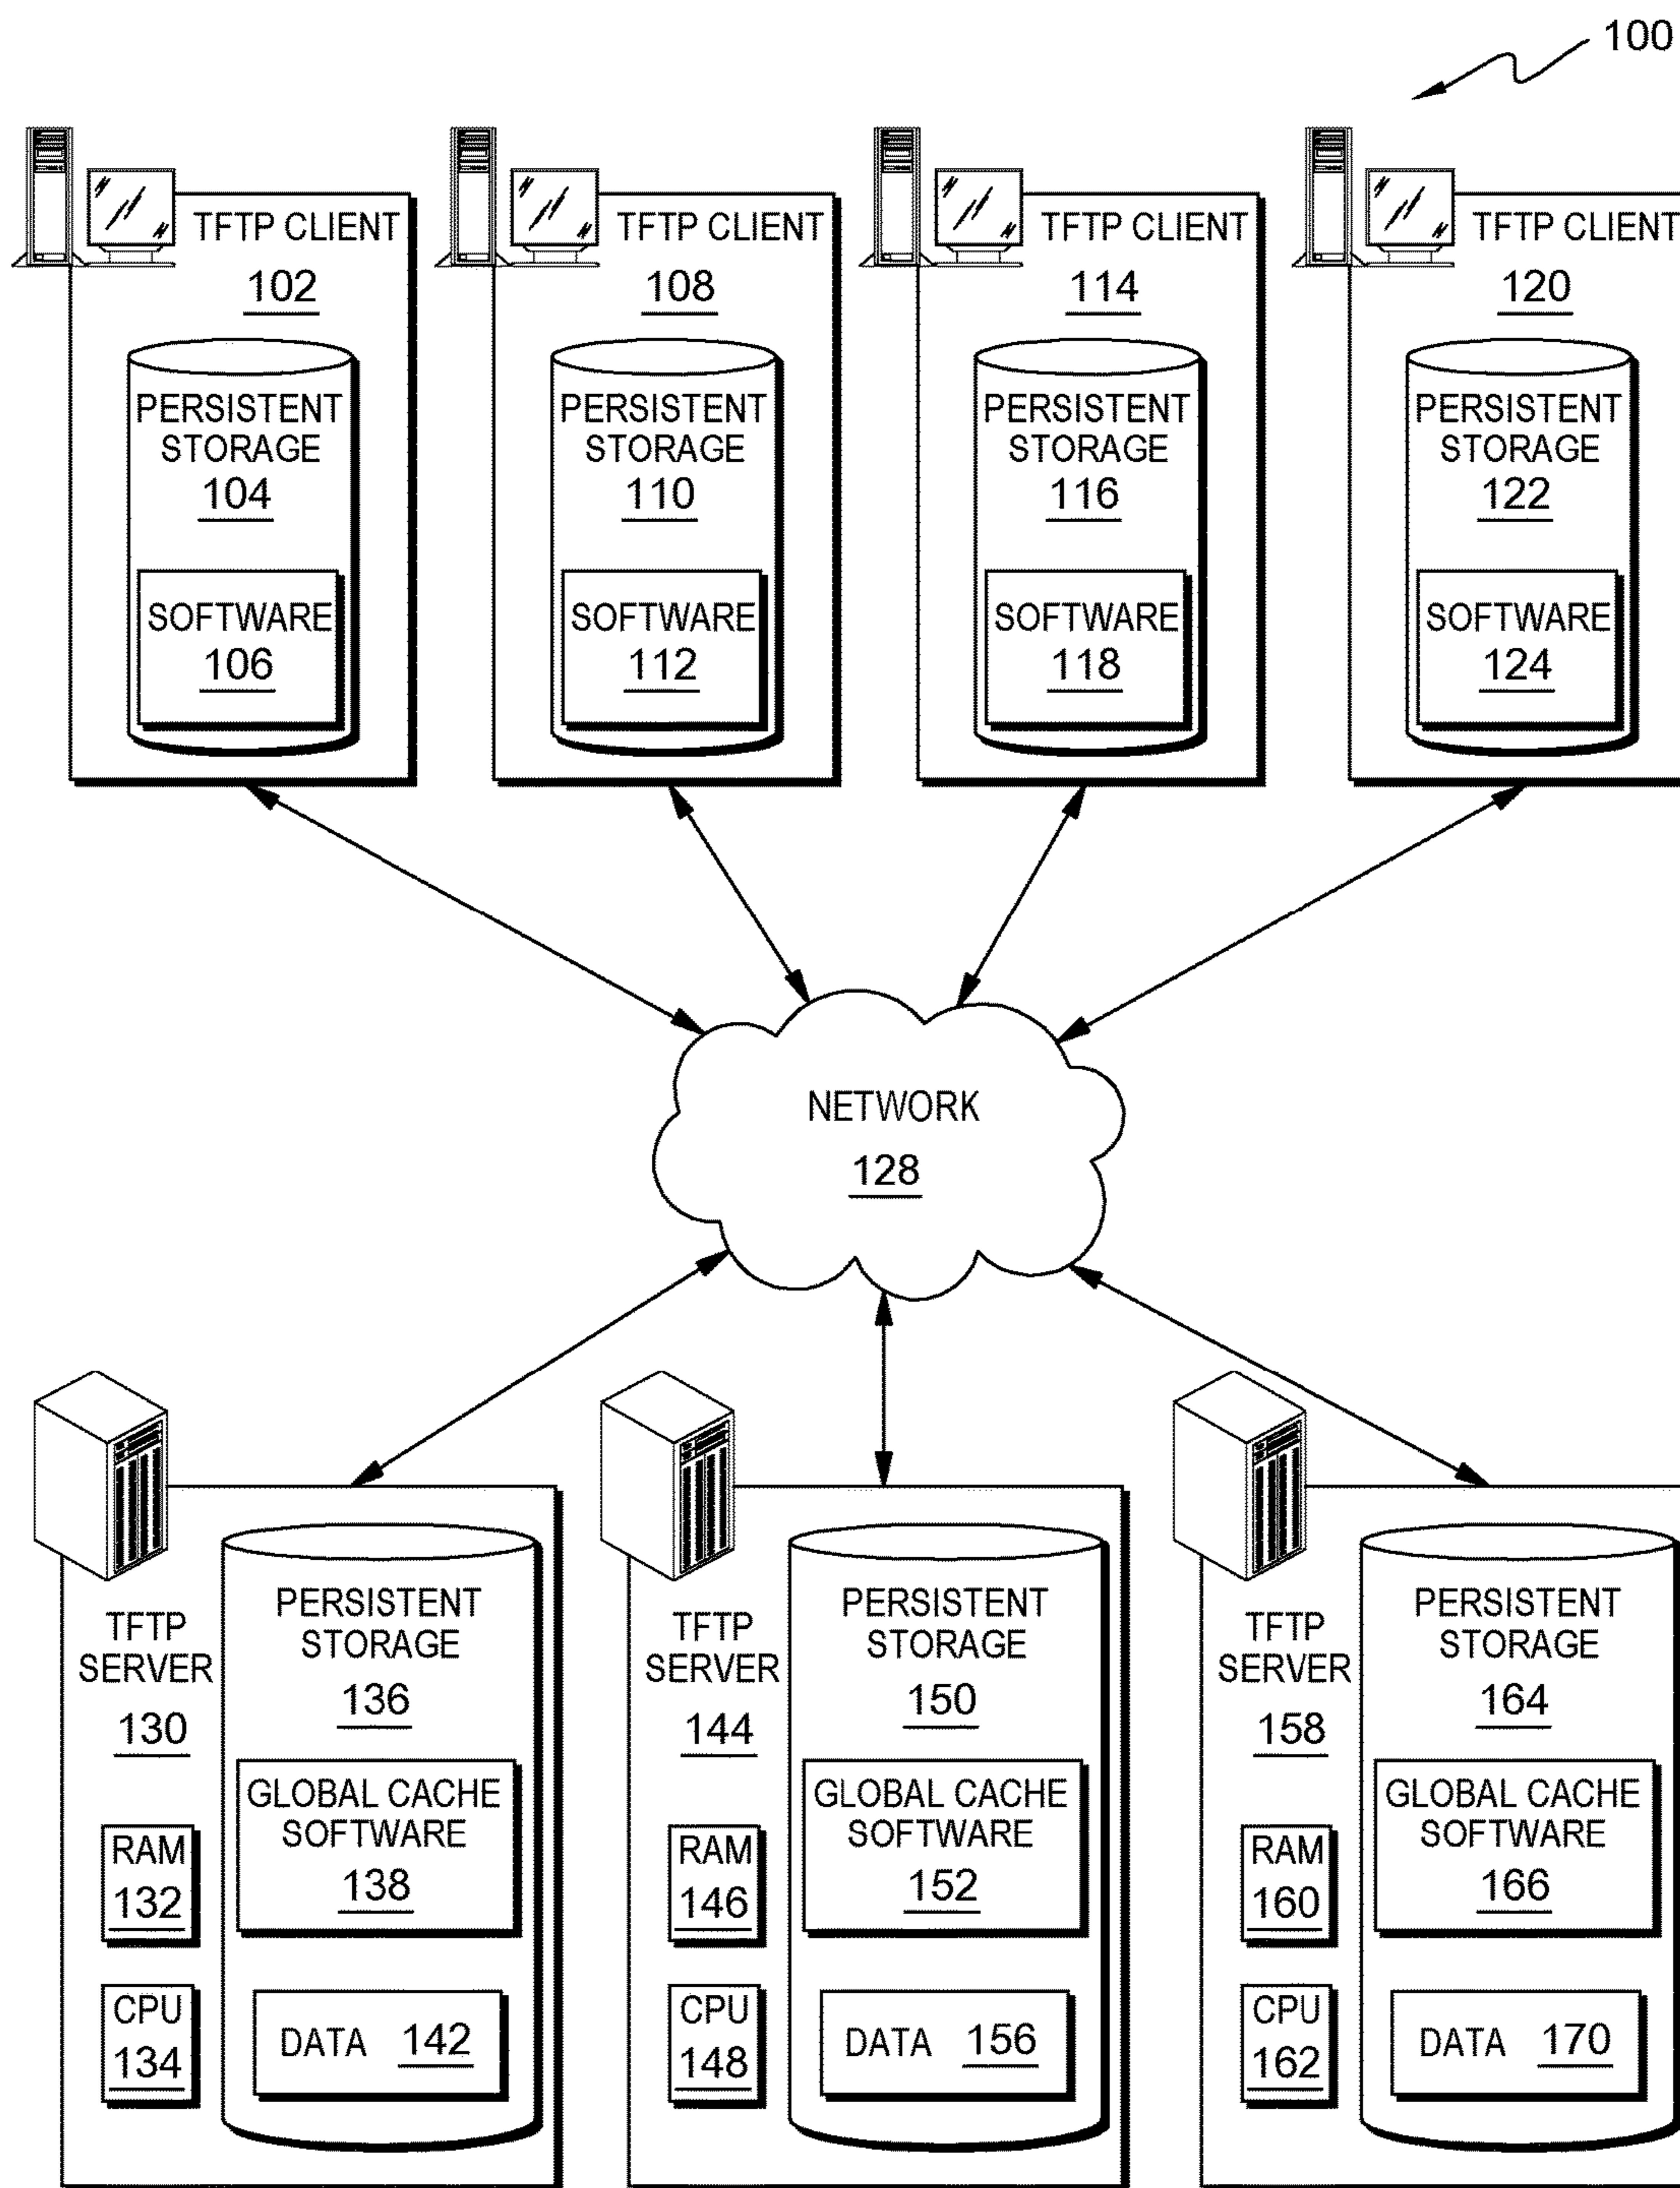 100
TFTP CLIENT
102
PERSISTENT
STORAGE
104
SOFTWARE
106
TFTP CLIENT
108
PERSISTENT
STORAGE
110
SOFTWARE
112
TFTP CLIENT
114
PERSISTENT
STORAGE
116
SOFTWARE
118
TFTP CLIENT
120
PERSISTENT
STORAGE
122
SOFTWARE
124
NETWORK
128
TFTP
SERVER
130
RAM
132
CPU
134
PERSISTENT
STORAGE
136
GLOBAL CACHE
SOFTWARE
138
DATA 142
TFTP
SERVER
144
RAM
146
CPU
148
PERSISTENT
STORAGE
150
GLOBAL CACHE
SOFTWARE
152
DATA 156
TFTP
SERVER
158
RAM
160
CPU
162
PERSISTENT
STORAGE
164
GLOBAL CACHE
SOFTWARE
166
DATA 170